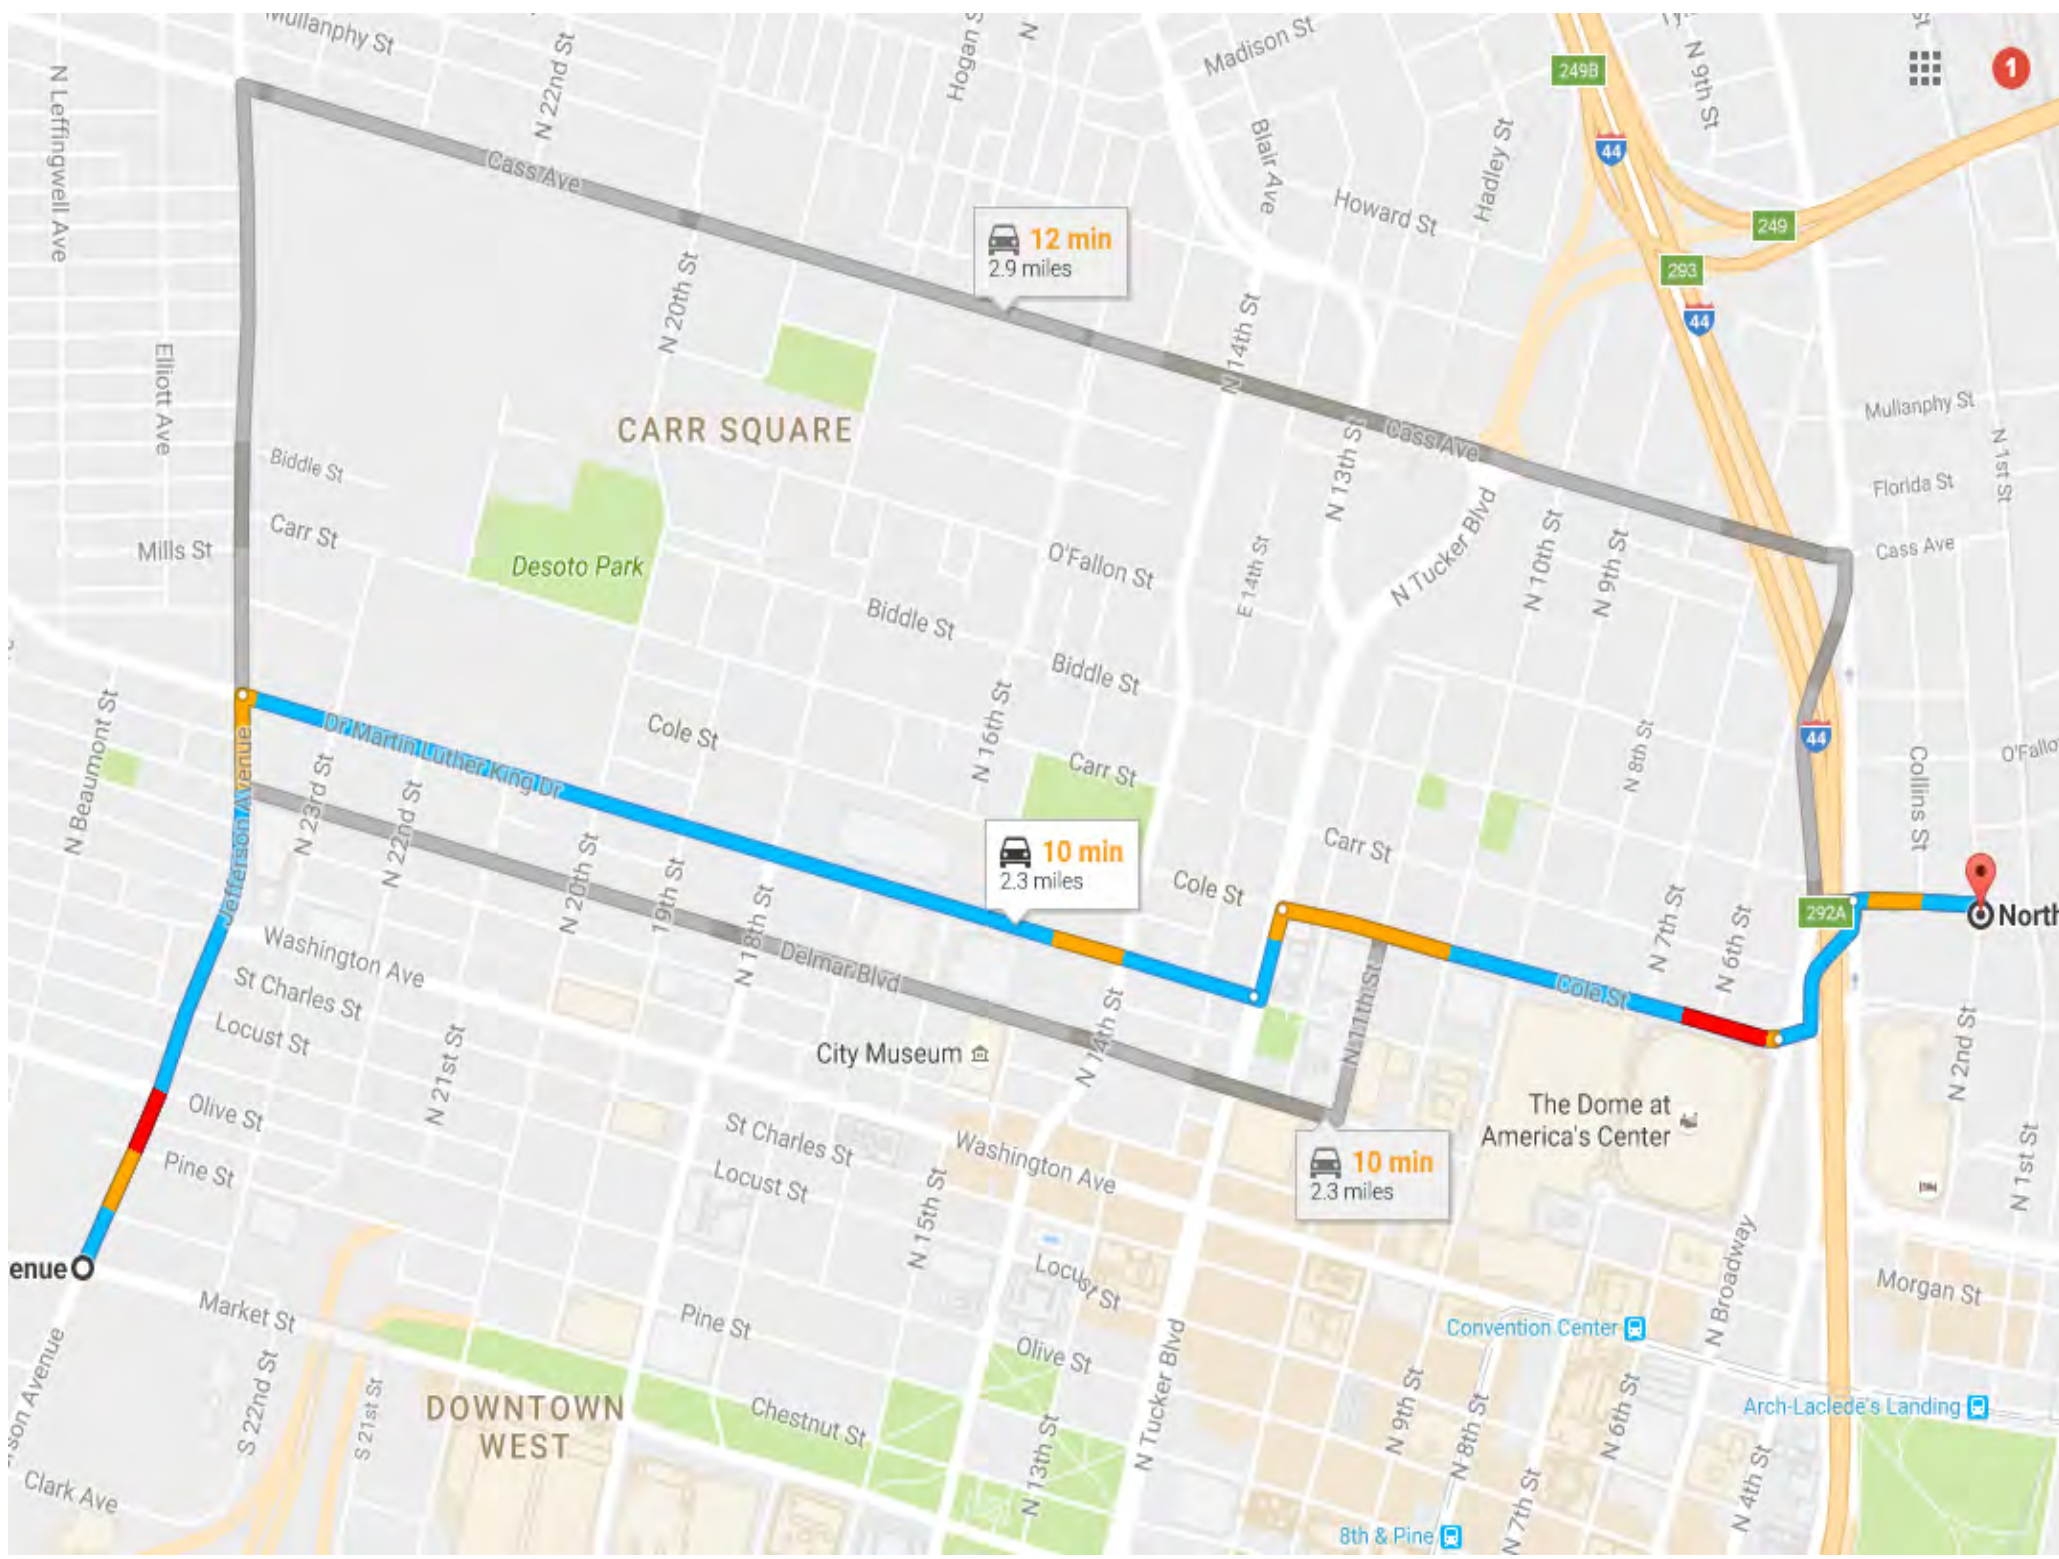 Mullanphy St
N Leffingwell Ave
N 22nd St
Hogan S
N
Madison St
249B
N 9th St
St
1
44
Blair Ave
Hadley St
Cass Ave
Howard St
12 min
2.9 miles
249
293
N 20th St
44
N 14th St
Elliott Ave
CARR SQUARE
Mullanphy St
Cass Ave
N 13th St
N 1st St
Biddle St
Florida St
Carr St
N Tucker Blvd
N 10th St
N 9th St
Mills St
Desoto Park
O'Fallon St
E 14th St
Cass Ave
Biddle St
Biddle St
N Beaumont St
Dr Martin Luther King Dr
Cole St
N 16th St
Carr St
N 8th St
44
O'Fallo
Collins St
Jefferson Avenue
N 23rd St
N 22nd St
N 20th St
19th St
N 18th St
10 min
2.3 miles
Carr St
Cole St
N 7th St
N 6th St
292A
North
Washington Ave
St Charles St
Locust St
Delmar Blvd
N 11th St
Cole St
N 21st St
City Museum
N 14th St
N 2nd St
Olive St
Pine St
St Charles St
Locust St
Washington Ave
The Dome at
America's Center
10 min
2.3 miles
N 1st St
N 15th St
enue
Locust St
N Broadway
Morgan St
Market St
Pine St
Olive St
N Tucker Blvd
Convention Center
son Avenue
S 22nd St
S 21st St
DOWNTOWN
WEST
Chestnut St
N 13th St
N 9th St
N 8th St
N 6th St
Arch-Laclede's Landing
Clark Ave
8th & Pine
N 7th St
N 4th St